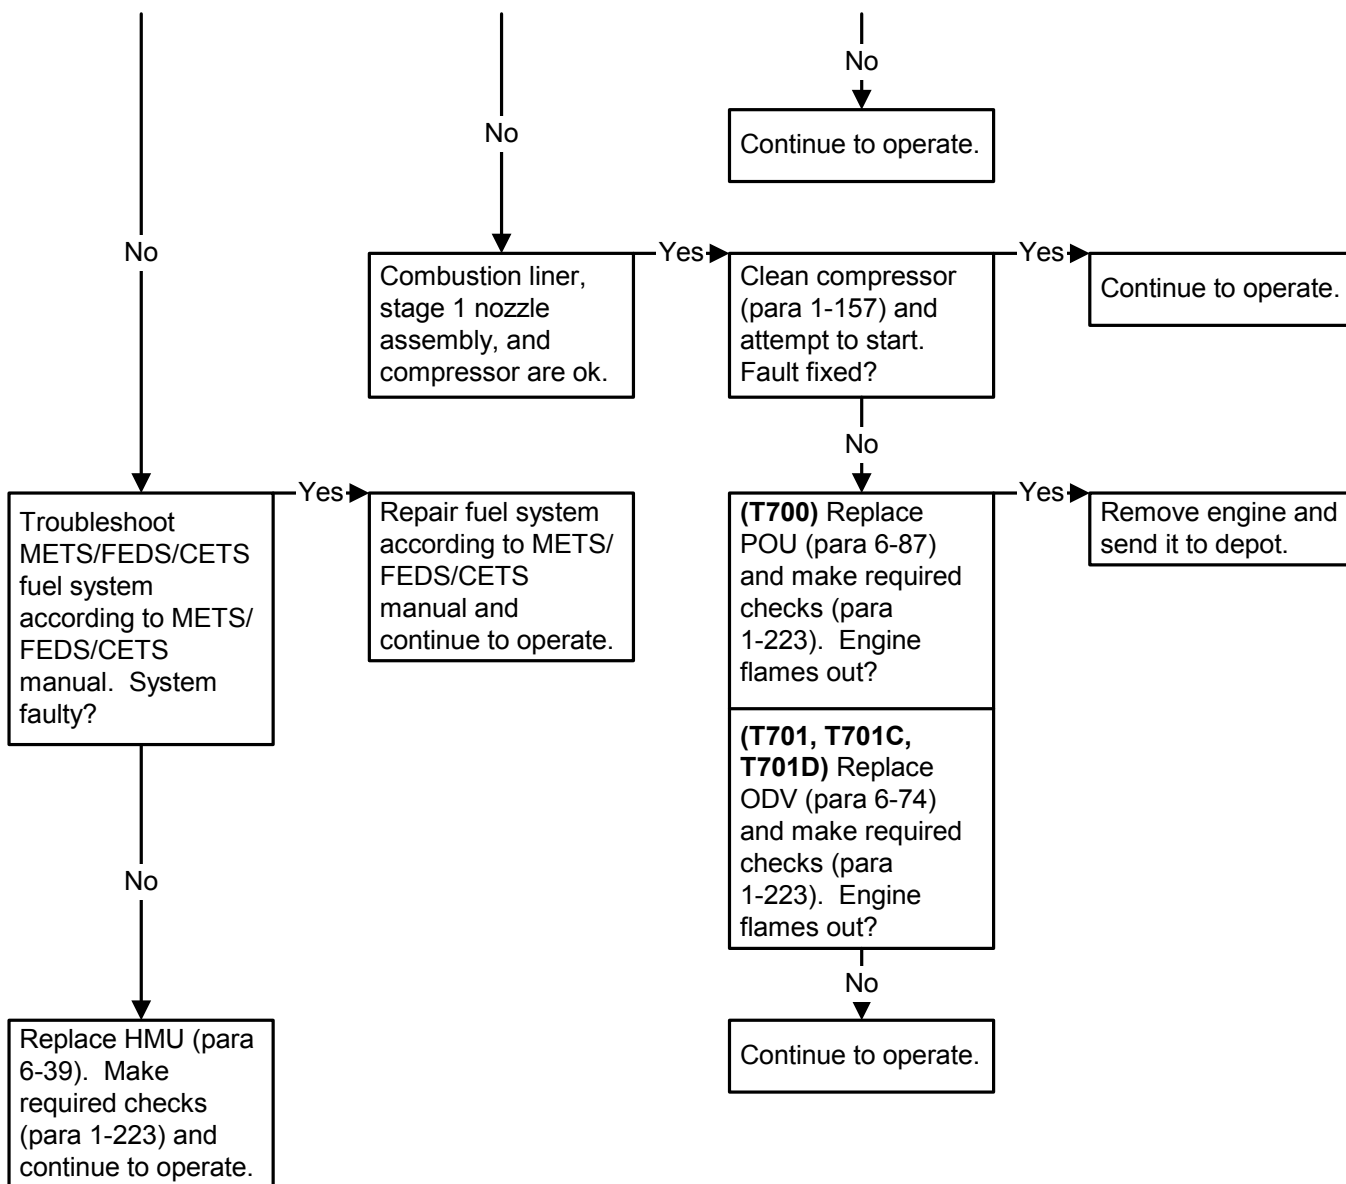 No
Continue to operate.
No
No
Combustion liner,
stage 1 nozzle
assembly, and
compressor are ok.
Yes
Clean compressor
(para 1-157) and
attempt to start.
Fault fixed?
Yes
Continue to operate.
No
Troubleshoot
METS/FEDS/CETS
fuel system
according to METS/
FEDS/CETS
manual.  System
faulty?
Yes
Repair fuel system
according to METS/
FEDS/CETS
manual and
continue to operate.
(T700) Replace
POU (para 6-87)
and make required
checks (para
1-223).  Engine
flames out?
Yes
Remove engine and
send it to depot.
(T701, T701C,
T701D) Replace
ODV (para 6-74)
and make required
checks (para
1-223).  Engine
flames out?
No
No
Replace HMU (para
6-39).  Make
required checks
(para 1-223) and
continue to operate.
Continue to operate.